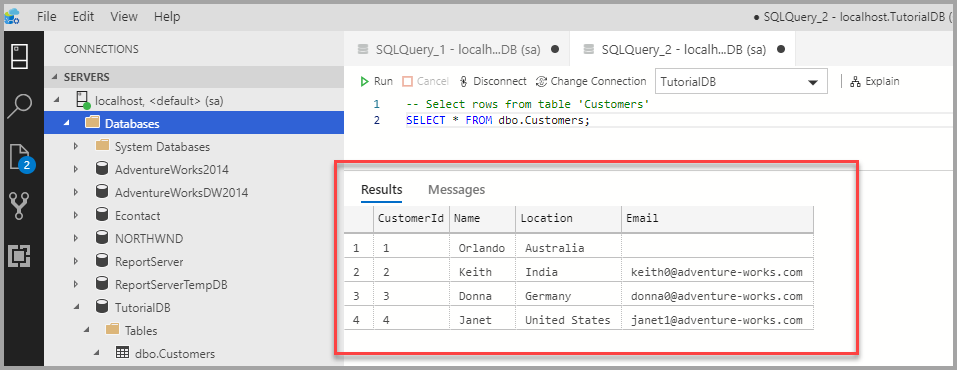 File Edit View ● SQLQuery_2 - localhost.TutorialDB (
CONNECTIONS
SQLQuery_1 - localh...DB (sa) ●
SQLQuery_2 - localh...DB (sa) ●
SERVERS
Run Cancel Disconnect Change Connection TutorialDB Explain
localhost, <default> (sa)
1 -- Select rows from table 'Customers'
2 SELECT * FROM dbo.Customers;
Databases
System Databases
AdventureWorks2014
AdventureWorksDW2014
Econtact
NORTHWND
ReportServer
ReportServerTempDB
TutorialDB
Tables
dbo.Customers
2
Results Messages
CustomerId Name Location Email
1 1 Orlando Australia
2 2 Keith India keith0@adventure-works.com
3 3 Donna Germany donna0@adventure-works.com
4 4 Janet United States janet1@adventure-works.com